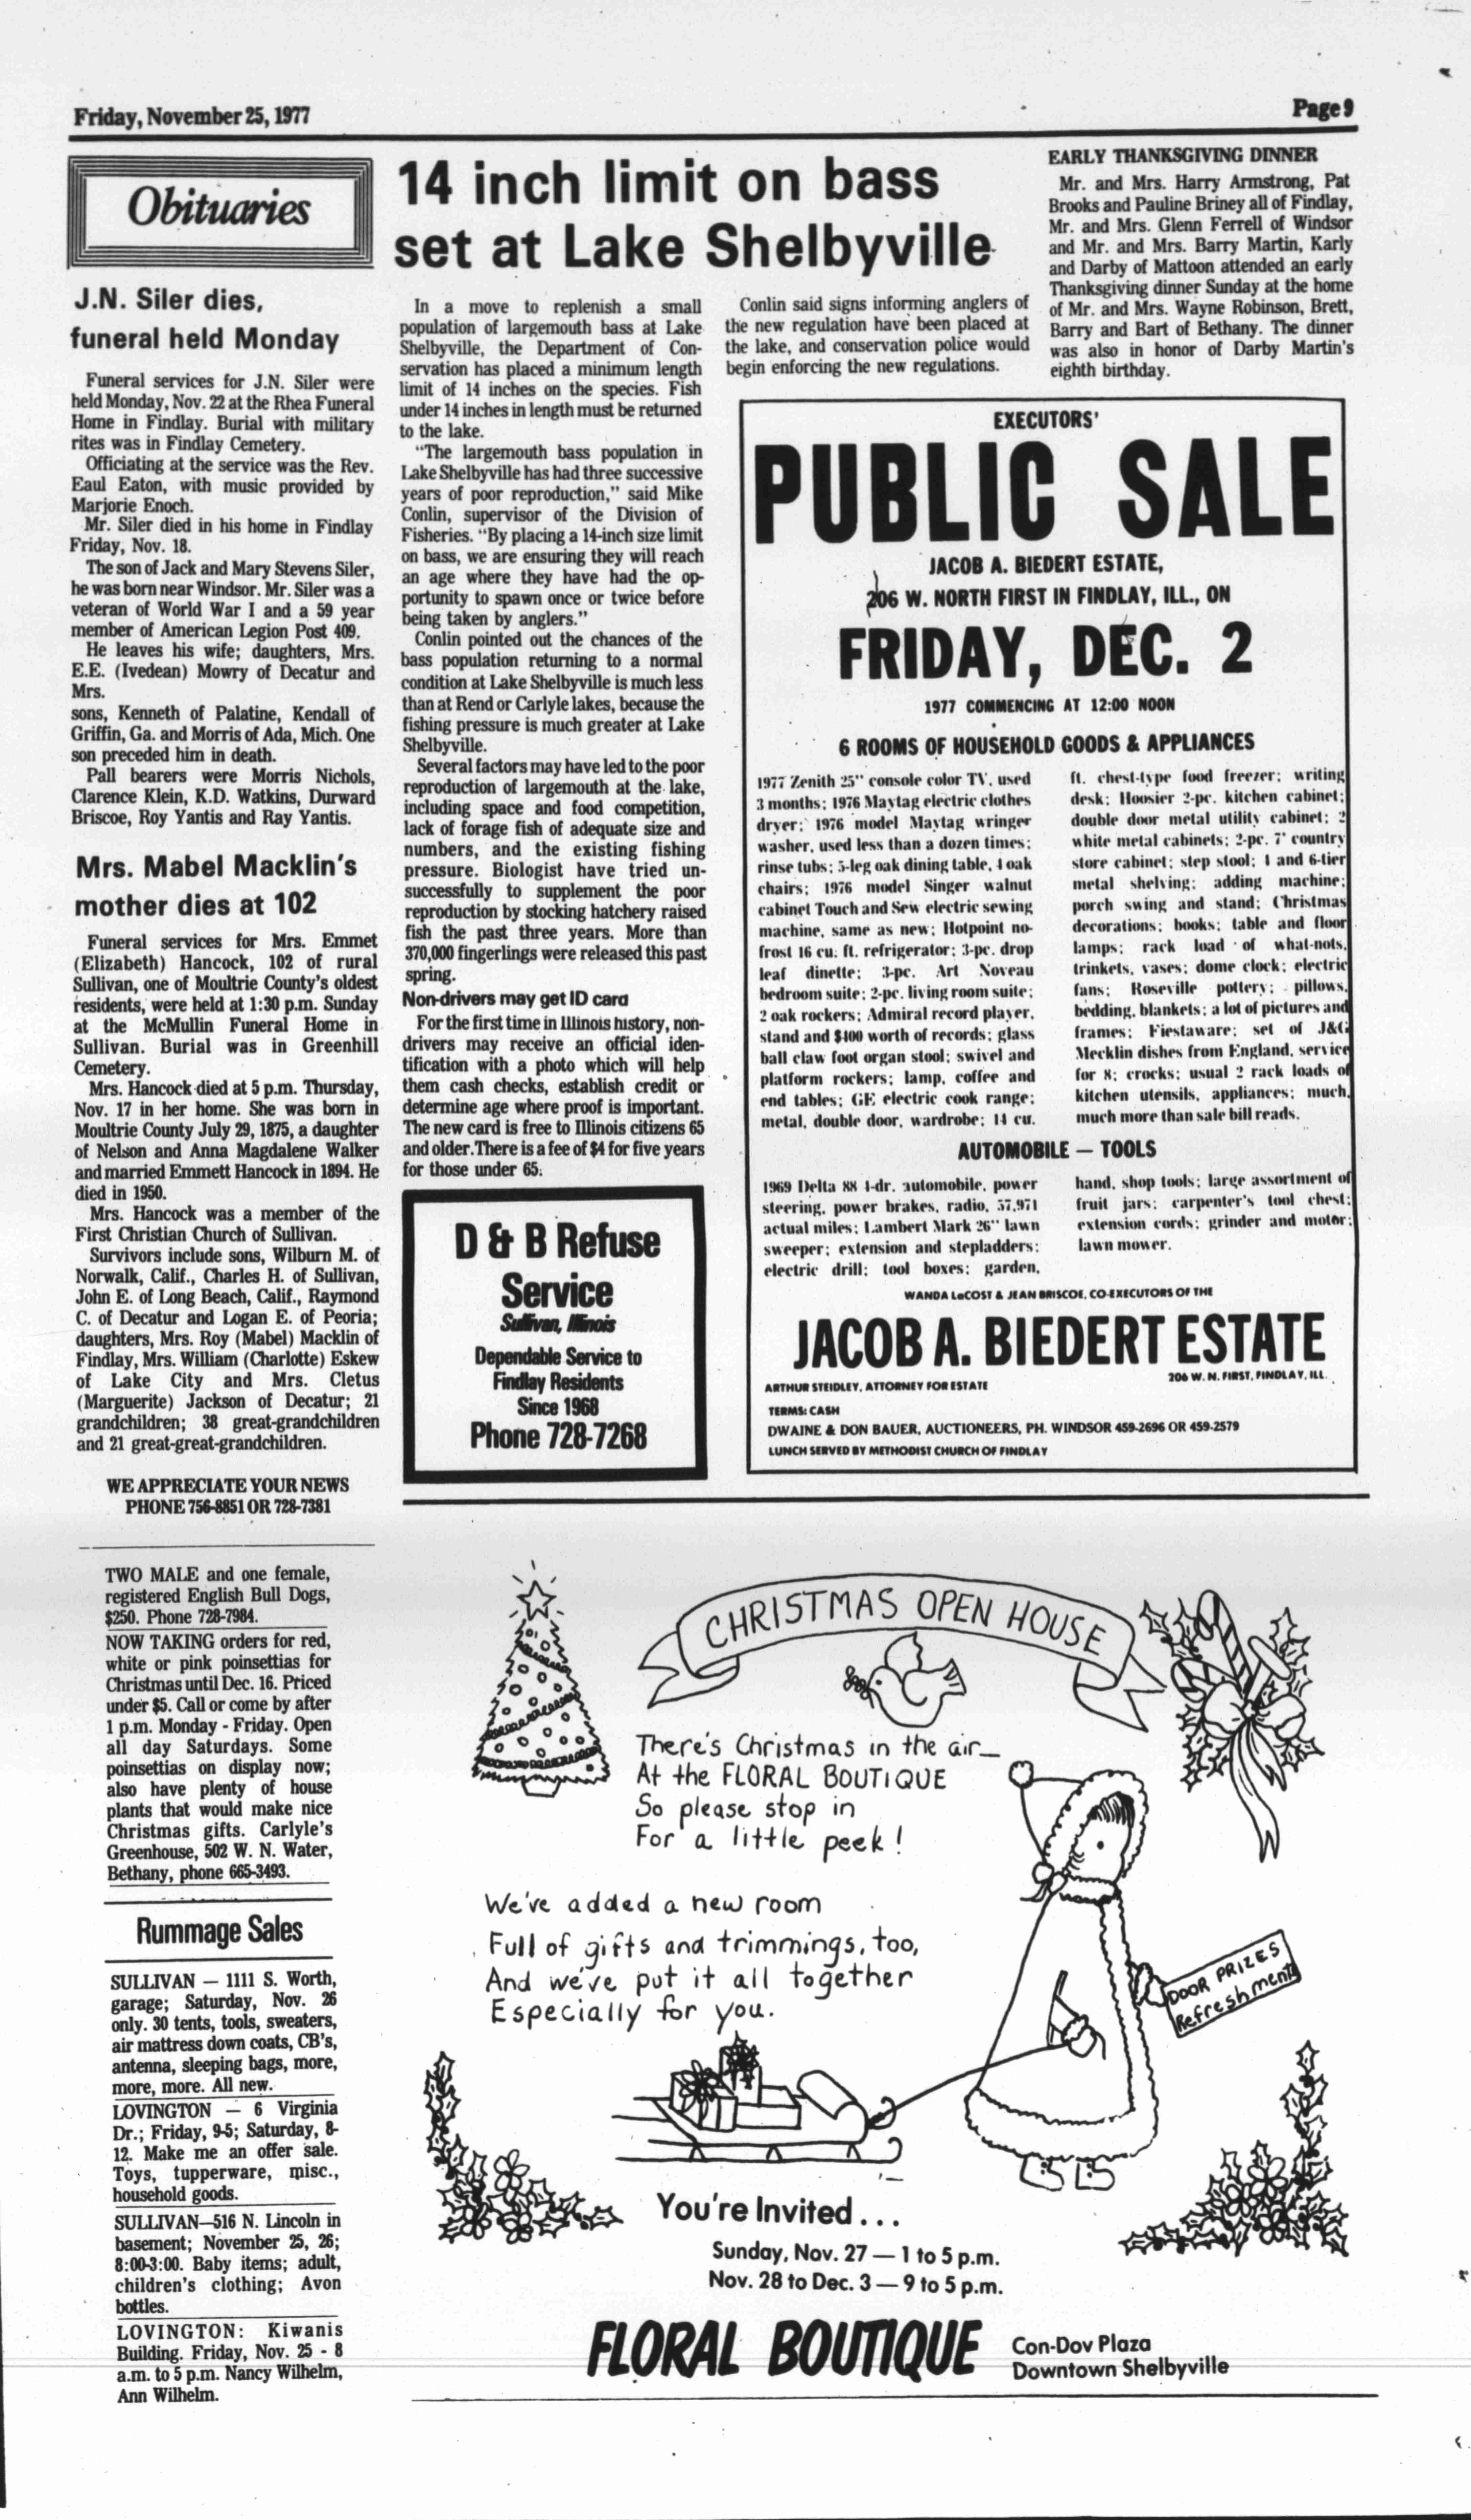 Friday, November 25, 1977
Page 9
Obituaries
J.N. Siler dies,
funeral held Monday
Funeral services for J.N. Siler were
held Monday, Nov. 22 at the Rhea Funeral
Home in Findlay. Burial with military
rites was in Findlay Cemetery.
Officiating at the service was the Rev.
Eaul Eaton, with music provided by
Marjorie Enoch.
Mr. Siler died in his home in Findlay
Friday, Nov. 18.
The son of Jack and Mary Stevens Siler,
he was born near Windsor. Mr. Siler was a
veteran of World War I and a 59 year
member of American Legion Post 409.
He leaves his wife; daughters, Mrs.
E.E. (Ivedean) Mowry of Decatur and
Mrs.
sons, Kenneth of Palatine, Kendall of
Griffin, Ga. and Morris of Ada, Mich. One
son preceded him in death.
Pall bearers were Morris Nichols,
Clarence Klein, K.D. Watkins, Durward
Briscoe, Roy Yantis and Ray Yantis.
Mrs. Mabel Macklin's
mother dies at 102
Funeral services for Mrs. Emmet
(Elizabeth) Hancock, 102 of rural
Sullivan, one of Moultrie County's oldest
residents, were held at 1:30 p.m. Sunday
at the McMullin Funeral Home in
Sullivan. Burial was in Greenhill
Cemetery.
Mrs. Hancock died at 5 p.m. Thursday,
Nov. 17 in her home. She was born in
Moultrie County July 29, 1875, a daughter
of Nelson and Anna Magdalene Walker
and married Emmett Hancock in 1894. He
died in 1950.
Mrs. Hancock was a member of the
First Christian Church of Sullivan.
Survivors include sons, Wilburn M. of
Norwalk, Calif., Charles H. of Sullivan,
John E. of Long Beach, Calif., Raymond
C. of Decatur and Logan E. of Peoria;
daughters, Mrs. Roy (Mabel) Macklin of
Findlay, Mrs. William (Charlotte) Eskew
of Lake City and Mrs. Cletus
(Marguerite) Jackson of Decatur; 21
grandchildren; 38 great-grandchildren
and 21 great-great-grandchildren.
WE APPRECIATE YOUR NEWS
PHONE 756-8851 OR 728-7381
TWO MALE and one female,
registered English Bull Dogs,
$250. Phone 728-7984.
NOW TAKING orders for red,
white or pink poinsettias for
Christmas until Dec. 16. Priced
under $5. Call or come by after
1 p.m. Monday - Friday. Open
all day Saturdays. Some
poinsettias on display now;
also have plenty of house
plants that would make nice
Christmas gifts. Carlyle's
Greenhouse, 502 W. N. Water,
Bethany, phone 665-3493.
Rummage Sales
SULLIVAN — 1111 S. Worth,
garage; Saturday, Nov. 26
only. 30 tents, tools, sweaters,
air mattress down coats, CB's,
antenna, sleeping bags, more,
more, more. All new.
LOVINGTON — 6 Virginia
Dr.; Friday, 9-5; Saturday, 8-
12. Make me an offer sale.
Toys, tupperware, misc.,
household goods.
SULLIVAN—516 N. Lincoln in
basement; November 25, 26;
8:00-3:00. Baby items; adult,
children's clothing; Avon
bottles.
LOVINGTON: Kiwanis
Building. Friday, Nov. 25 - 8
a.m. to 5 p.m. Nancy Wilhelm,
Ann Wilhelm.
14 inch limit on bass
set at Lake Shelbyville
In a move to replenish a small
population of largemouth bass at Lake
Shelbyville, the Department of Con-
servation has placed a minimum length
limit of 14 inches on the species. Fish
under 14 inches in length must be returned
to the lake.
"The largemouth bass population in
Lake Shelbyville has had three successive
years of poor reproduction," said Mike
Conlin, supervisor of the Division of
Fisheries. "By placing a 14-inch size limit
on bass, we are ensuring they will reach
an age where they have had the op-
portunity to spawn once or twice before
being taken by anglers."
Conlin pointed out the chances of the
bass population returning to a normal
condition at Lake Shelbyville is much less
than at Rend or Carlyle lakes, because the
fishing pressure is much greater at Lake
Shelbyville.
Several factors may have led to the poor
reproduction of largemouth at the lake,
including space and food competition,
lack of forage fish of adequate size and
numbers, and the existing fishing
pressure. Biologist have tried un-
successfully to supplement the poor
reproduction by stocking hatchery raised
fish the past three years. More than
370,000 fingerlings were released this past
spring.
Conlin said signs informing anglers of
the new regulation have been placed at
the lake, and conservation police would
begin enforcing the new regulations.
Non-drivers may get ID card
For the first time in Illinois history, non-
drivers may receive an official iden-
tification with a photo which will help
them cash checks, establish credit or
determine age where proof is important.
The new card is free to Illinois citizens 65
and older. There is a fee of $4 for five years
for those under 65.
D & B Refuse
Service
Sullivan, Illinois
Dependable Service to
Findlay Residents
Since 1968
Phone 728-7268
EARLY THANKSGIVING DINNER
Mr. and Mrs. Harry Armstrong, Pat
Brooks and Pauline Briney all of Findlay,
Mr. and Mrs. Glenn Ferrell of Windsor
and Mr. and Mrs. Barry Martin, Karly
and Darby of Mattoon attended an early
Thanksgiving dinner Sunday at the home
of Mr. and Mrs. Wayne Robinson, Brett,
Barry and Bart of Bethany. The dinner
was also in honor of Darby Martin's
eighth birthday.
EXECUTORS'
PUBLIC SALE
JACOB A. BIEDERT ESTATE,
206 W. NORTH FIRST IN FINDLAY, ILL., ON
FRIDAY, DEC. 2
1977 COMMENCING AT 12:00 NOON
6 ROOMS OF HOUSEHOLD GOODS & APPLIANCES
1977 Zenith 25" console color TV, used
3 months; 1976 Maytag electric clothes
dryer; 1976 model Maytag wringer
washer, used less than a dozen times;
rinse tubs; 5-leg oak dining table, 4 oak
chairs; 1976 model Singer walnut
cabinet Touch and Sew electric sewing
machine, same as new; Hotpoint no-
frost 16 cu. ft. refrigerator; 3-pc. drop
leaf dinette; 3-pc. Art Noveau
bedroom suite; 2-pc. living room suite;
2 oak rockers; Admiral record player,
stand and $400 worth of records; glass
ball claw foot organ stool; swivel and
platform rockers; lamp, coffee and
end tables; GE electric cook range;
metal, double door, wardrobe; 14 cu.
ft. chest-type food freezer; writing
desk; Hoosier 2-pc. kitchen cabinet;
double door metal utility cabinet; 2
white metal cabinets; 2-pc. 7' country
store cabinet; step stool; 4 and 6-tier
metal shelving; adding machine;
porch swing and stand; Christmas
decorations; books; table and floor
lamps; rack load of what-nots,
trinkets, vases; dome clock; electric
fans; Roseville pottery; pillows,
bedding, blankets; a lot of pictures and
frames; Fiestaware; set of J&G
Mecklin dishes from England, service
for 8; crocks; usual 2 rack loads of
kitchen utensils, appliances; much,
much more than sale bill reads.
AUTOMOBILE — TOOLS
1969 Delta 88 4-dr. automobile, power
steering, power brakes, radio, 57,971
actual miles; Lambert Mark 26" lawn
sweeper; extension and stepladders;
electric drill; tool boxes; garden,
hand, shop tools; large assortment of
fruit jars; carpenter's tool chest;
extension cords; grinder and motor;
lawn mower.
WANDA LaCOST & JEAN BRISCOE, CO-EXECUTORS OF THE
JACOB A. BIEDERT ESTATE
206 W. N. FIRST, FINDLAY, ILL.
ARTHUR STEIDLEY, ATTORNEY FOR ESTATE
TERMS: CASH
DWAINE & DON BAUER, AUCTIONEERS, PH. WINDSOR 459-2696 OR 459-2579
LUNCH SERVED BY METHODIST CHURCH OF FINDLAY
CHRISTMAS OPEN HOUSE
There's Christmas in the air—
At the FLORAL BOUTIQUE
So please stop in
For a little peek!
We've added a new room
Full of gifts and trimmings, too,
And we've put it all together
Especially for you.
DOOR PRIZES
Refreshments
You're Invited . . .
Sunday, Nov. 27 — 1 to 5 p.m.
Nov. 28 to Dec. 3 — 9 to 5 p.m.
FLORAL BOUTIQUE
Con-Dov Plaza
Downtown Shelbyville